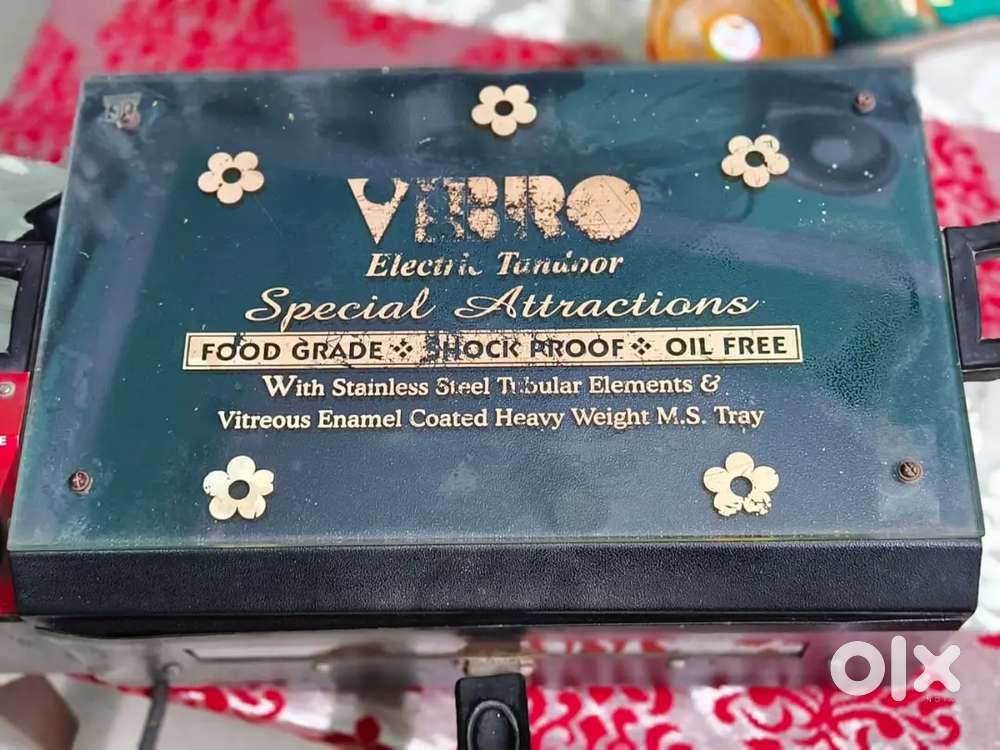 VIBRO
Electric Tandoor
Special Attractions
FOOD GRADE ❖ SHOCK PROOF ❖ OIL FREE
With Stainless Steel Tubular Elements &
Vitreous Enamel Coated Heavy Weight M.S. Tray
E
olx